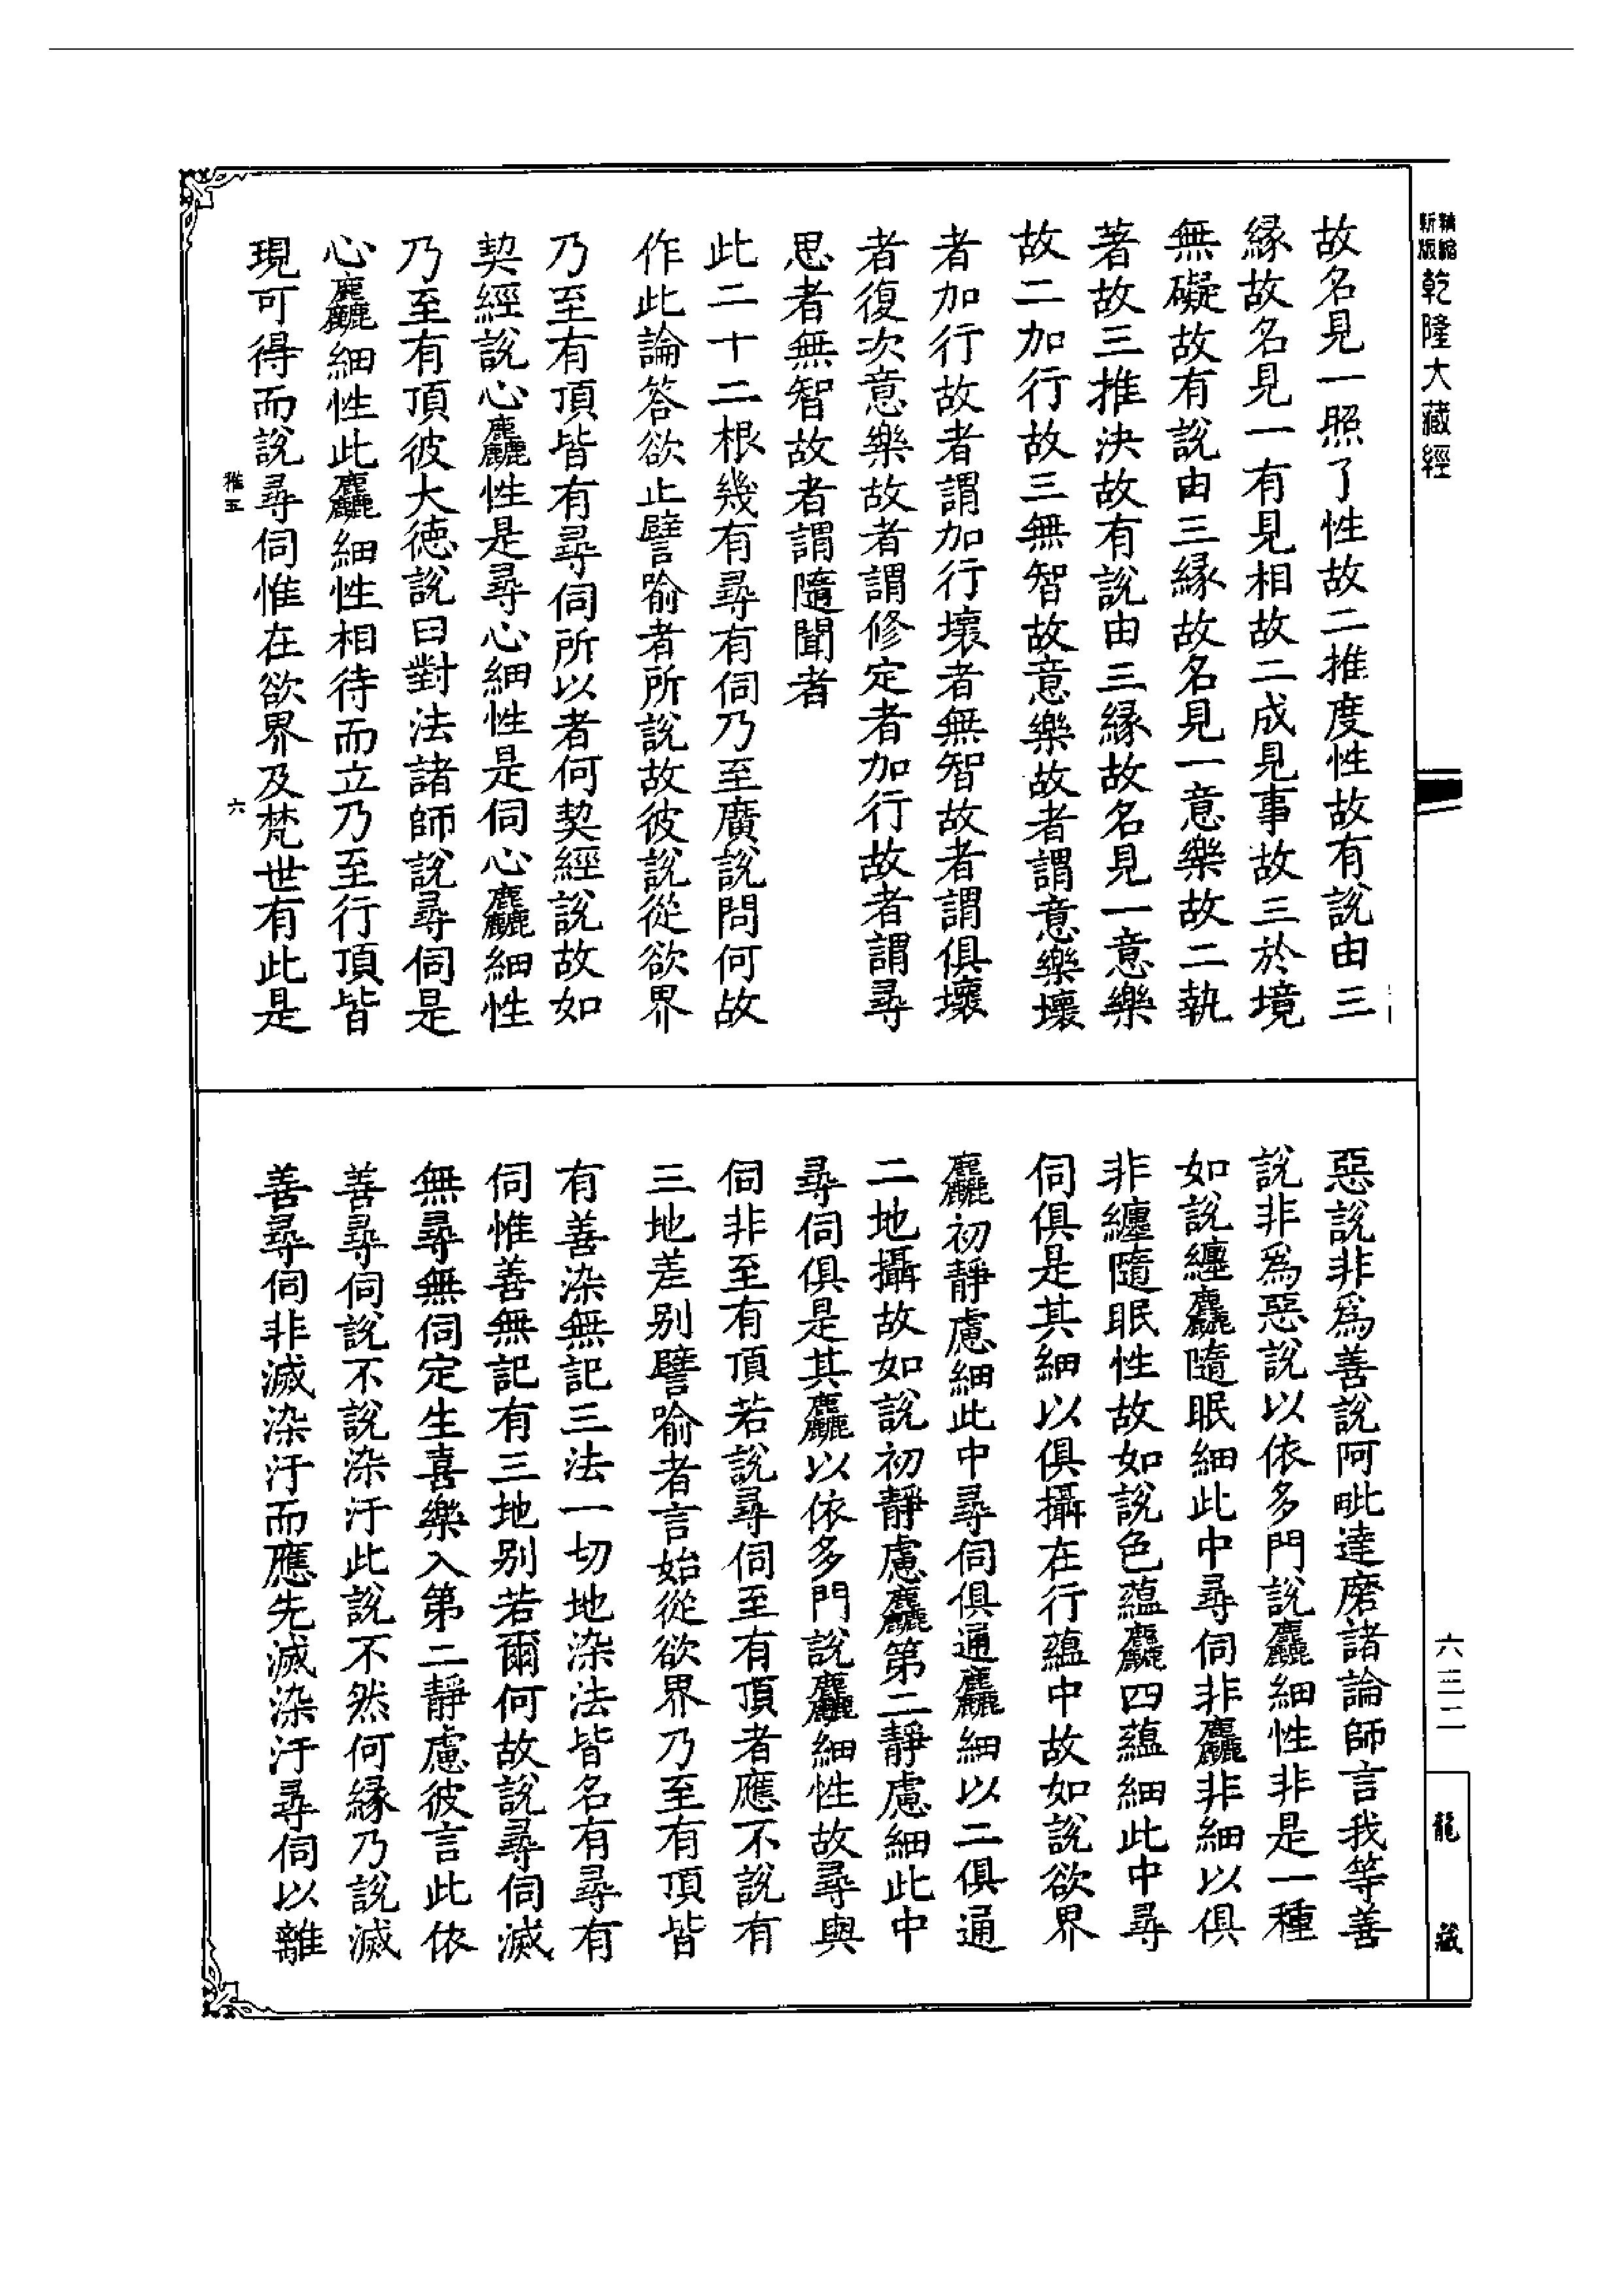 精縮
新版
乾隆大藏經
故名見一照了性故二推度性故有說由三
緣故名見一有見相故二成見事故三於境
無礙故有說由三緣故名見一意樂故二執
著故三推決故有說由三緣故名見一意樂
故二加行故三無智故意樂故者謂意樂壞
者加行故者謂加行壞者無智故者謂俱壞
者復次意樂故者謂修定者加行故者謂尋
思者無智故者謂隨聞者
此二十二根幾有尋有伺乃至廣說問何故
作此論答欲止譬喻者所說故彼說從欲界
乃至有頂皆有尋伺所以者何契經說故如
契經說心麤性是尋心細性是伺心麤細性
乃至有頂彼大德說曰對法諸師說尋伺是
心麤細性此麤細性相待而立乃至行頂皆
現可得而說尋伺惟在欲界及梵世有此是
雅五
六
惡說非為善說阿毗達磨諸論師言我等善
說非為惡說以依多門說麤細性非是一種
如說纏麤隨眠細此中尋伺非麤非細以俱
非纏隨眠性故如說色蘊麤四蘊細此中尋
伺俱是其細以俱攝在行蘊中故如說欲界
麤初靜慮細此中尋伺俱通麤細以二俱通
二地攝故如說初靜慮麤第二靜慮細此中
尋伺俱是其麤以依多門說麤細性故尋與
伺非至有頂若說尋伺至有頂者應不說有
三地差別譬喻者言始從欲界乃至有頂皆
有善染無記三法一切地染法皆名有尋有
伺惟善無記有三地別若爾何故說尋伺滅
無尋無伺定生喜樂入第二靜慮彼言此依
善尋伺說不說染汙此說不然何緣乃說滅
善尋伺非滅染汙而應先滅染汙尋伺以離
六三二
龍藏